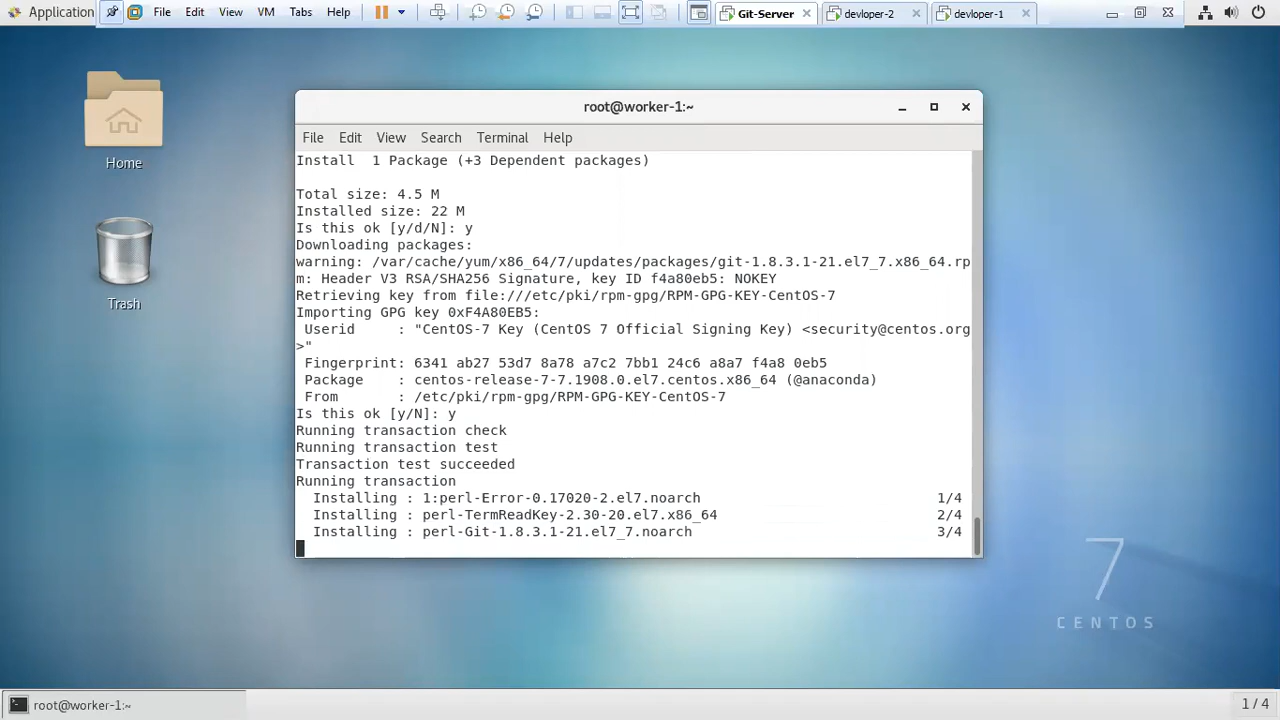 Application File Edit View VM Tabs Help Git-Server devloper-2 devloper-1
Home
Trash
root@worker-1:~
File Edit View Search Terminal Help
Install  1 Package (+3 Dependent packages)
Total size: 4.5 M
Installed size: 22 M
Is this ok [y/d/N]: y
Downloading packages:
warning: /var/cache/yum/x86_64/7/updates/packages/git-1.8.3.1-21.el7_7.x86_64.rp
m: Header V3 RSA/SHA256 Signature, key ID f4a80eb5: NOKEY
Retrieving key from file:///etc/pki/rpm-gpg/RPM-GPG-KEY-CentOS-7
Importing GPG key 0xF4A80EB5:
 Userid     : "CentOS-7 Key (CentOS 7 Official Signing Key) <security@centos.org
>"
 Fingerprint: 6341 ab27 53d7 8a78 a7c2 7bb1 24c6 a8a7 f4a8 0eb5
 Package    : centos-release-7-7.1908.0.el7.centos.x86_64 (@anaconda)
 From       : /etc/pki/rpm-gpg/RPM-GPG-KEY-CentOS-7
Is this ok [y/N]: y
Running transaction check
Running transaction test
Transaction test succeeded
Running transaction
  Installing : 1:perl-Error-0.17020-2.el7.noarch 1/4
  Installing : perl-TermReadKey-2.30-20.el7.x86_64 2/4
  Installing : perl-Git-1.8.3.1-21.el7_7.noarch 3/4
7
CENTOS
root@worker-1:~
1 / 4